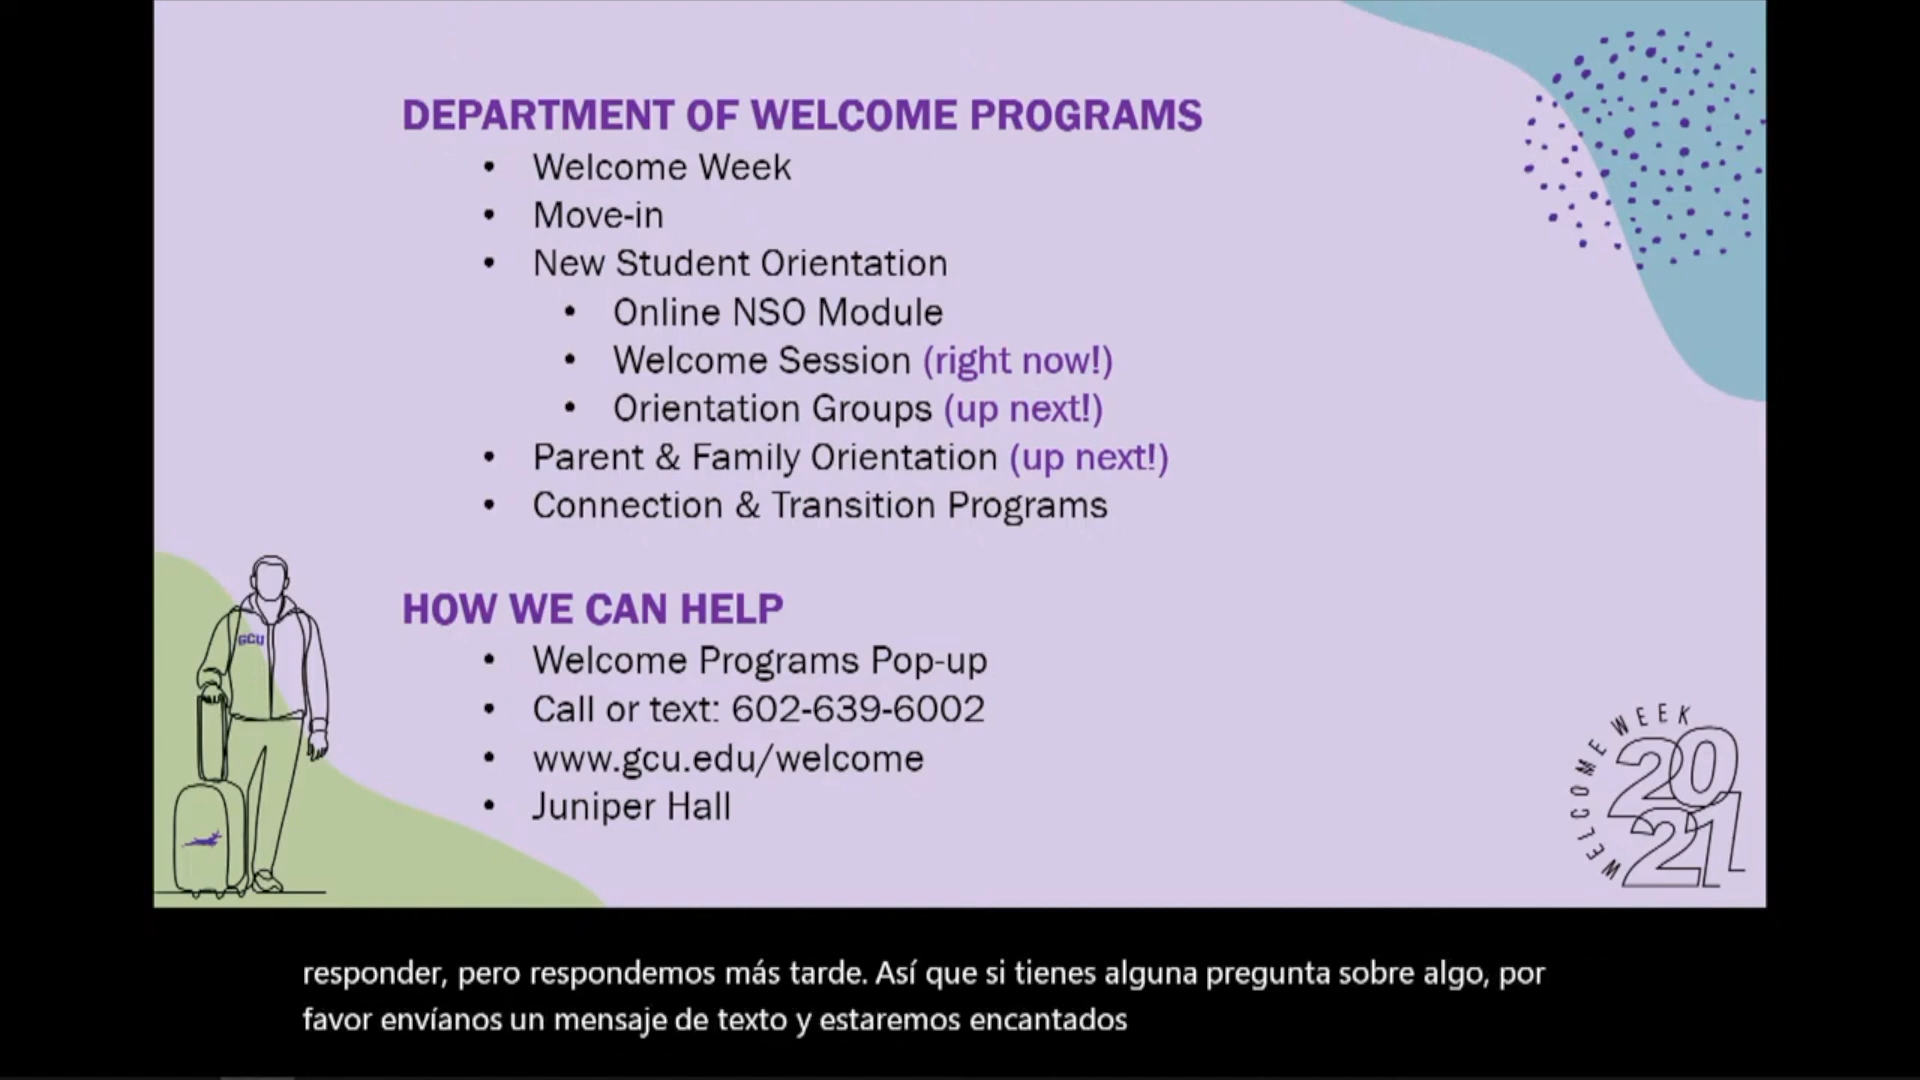 DEPARTMENT OF WELCOME PROGRAMS
• Welcome Week
• Move-in
• New Student Orientation
• Online NSO Module
• Welcome Session (right now!)
• Orientation Groups (up next!)
• Parent & Family Orientation (up next!)
• Connection & Transition Programs
HOW WE CAN HELP
• Welcome Programs Pop-up
• Call or text: 602-639-6002
• www.gcu.edu/welcome
• Juniper Hall
GCU
WELCOME WEEK
20
21
responder, pero respondemos más tarde. Así que si tienes alguna pregunta sobre algo, por
favor envíanos un mensaje de texto y estaremos encantados